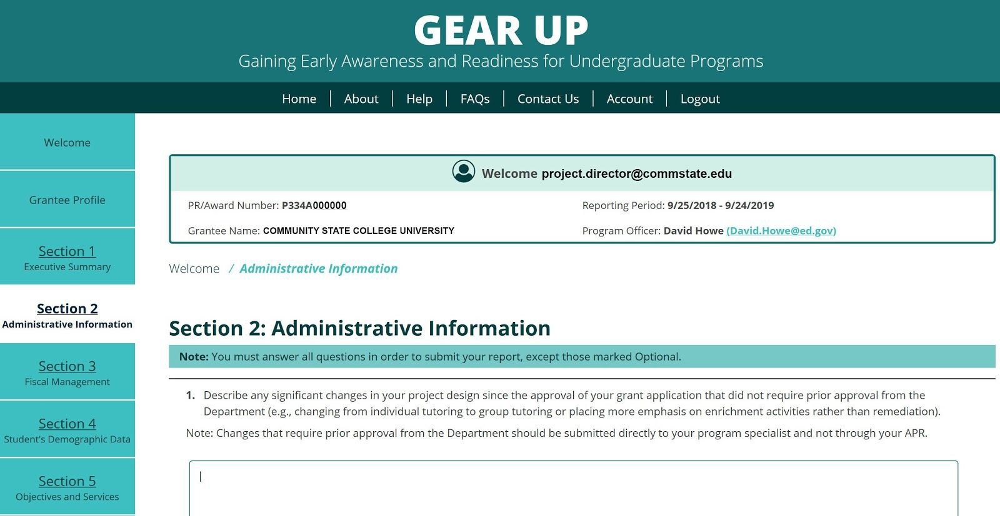 GEAR UP
Gaining Early Awareness and Readiness for Undergraduate Programs
Home | About | Help | FAQs | Contact Us | Account | Logout
Welcome
Grantee Profile
Section 1
Executive Summary
Section 2
Administrative Information
Section 3
Fiscal Management
Section 4
Student's Demographic Data
Section 5
Objectives and Services
Welcome project.director@commstate.edu
PR/Award Number: P334A000000
Reporting Period: 9/25/2018 - 9/24/2019
Grantee Name: COMMUNITY STATE COLLEGE UNIVERSITY
Program Officer: David Howe (David.Howe@ed.gov)
Welcome / Administrative Information
Section 2: Administrative Information
Note: You must answer all questions in order to submit your report, except those marked Optional.
1. Describe any significant changes in your project design since the approval of your grant application that did not require prior approval from the
Department (e.g., changing from individual tutoring to group tutoring or placing more emphasis on enrichment activities rather than remediation).
Note: Changes that require prior approval from the Department should be submitted directly to your program specialist and not through your APR.